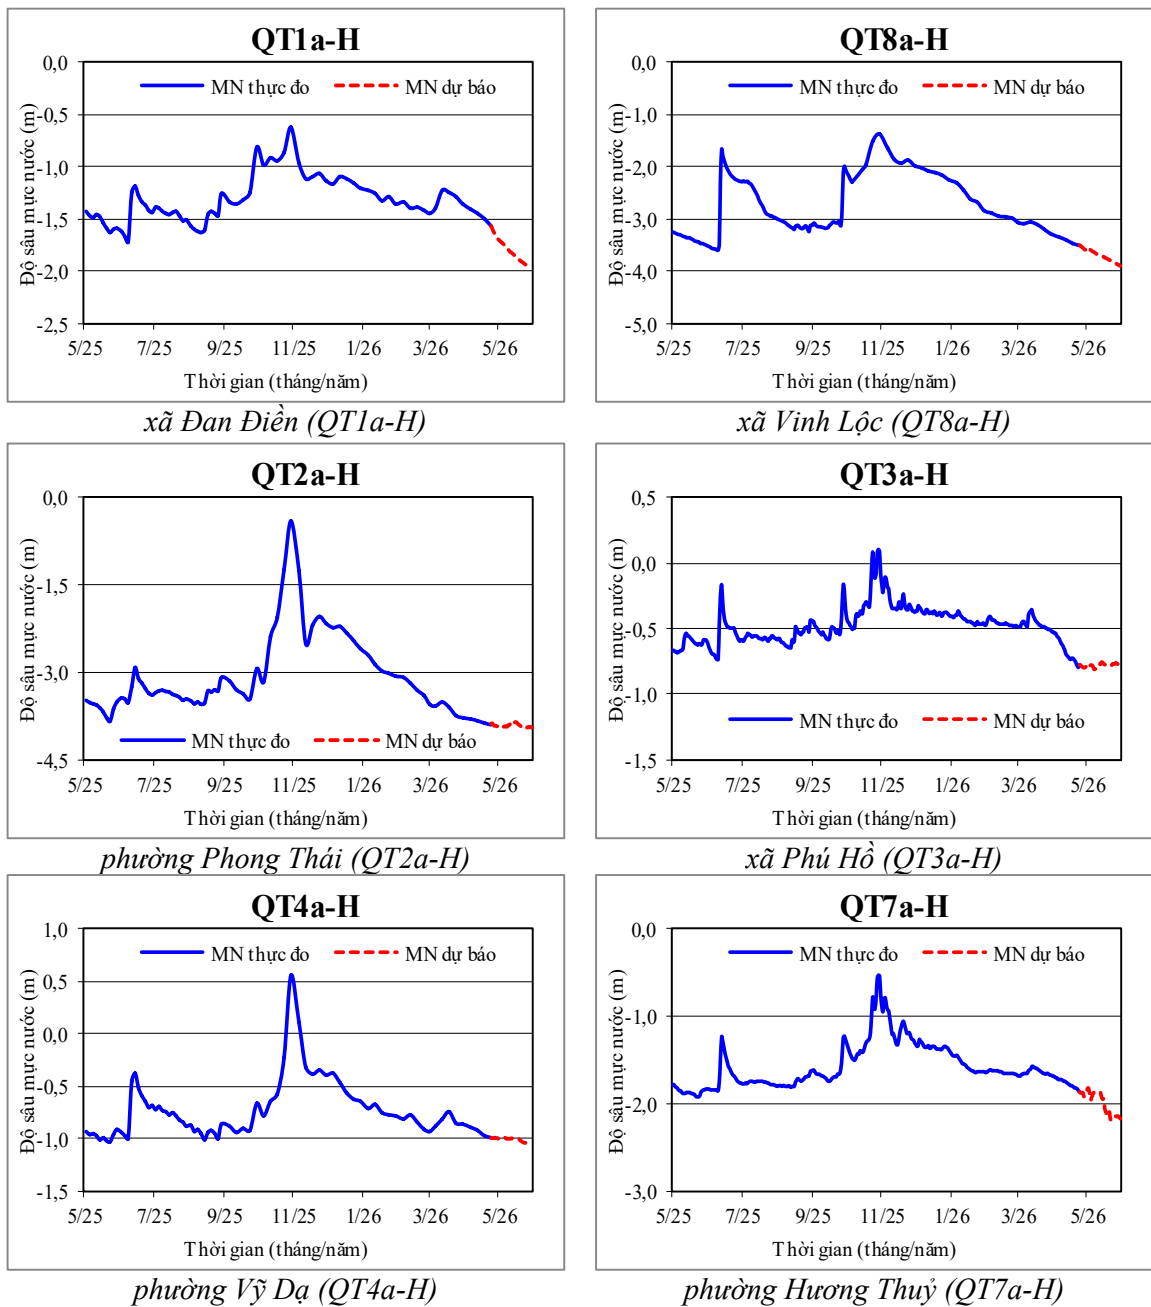 QT1a-H
0,0
-0,5
-1,0
-1,5
-2,0
-2,5
MN thực đo
MN dự báo
Độ sâu mực nước (m)
5/25 7/25 9/25 11/25 1/26 3/26 5/26
Thời gian (tháng/năm)
xã Đan Điền (QT1a-H)
QT8a-H
0,0
-1,0
-2,0
-3,0
-4,0
-5,0
MN thực đo
MN dự báo
Độ sâu mực nước (m)
5/25 7/25 9/25 11/25 1/26 3/26 5/26
Thời gian (tháng/năm)
xã Vinh Lộc (QT8a-H)
QT2a-H
0,0
-1,5
-3,0
-4,5
MN thực đo
MN dự báo
Độ sâu mực nước (m)
5/25 7/25 9/25 11/25 1/26 3/26 5/26
Thời gian (tháng/năm)
phường Phong Thái (QT2a-H)
QT3a-H
0,5
0,0
-0,5
-1,0
-1,5
MN thực đo
MN dự báo
Độ sâu mực nước (m)
5/25 7/25 9/25 11/25 1/26 3/26 5/26
Thời gian (tháng/năm)
xã Phú Hồ (QT3a-H)
QT4a-H
1,0
0,5
0,0
-0,5
-1,0
-1,5
MN thực đo
MN dự báo
Độ sâu mực nước (m)
5/25 7/25 9/25 11/25 1/26 3/26 5/26
Thời gian (tháng/năm)
phường Vỹ Dạ (QT4a-H)
QT7a-H
0,0
-1,0
-2,0
-3,0
MN thực đo
MN dự báo
Độ sâu mực nước (m)
5/25 7/25 9/25 11/25 1/26 3/26 5/26
Thời gian (tháng/năm)
phường Hương Thuỷ (QT7a-H)